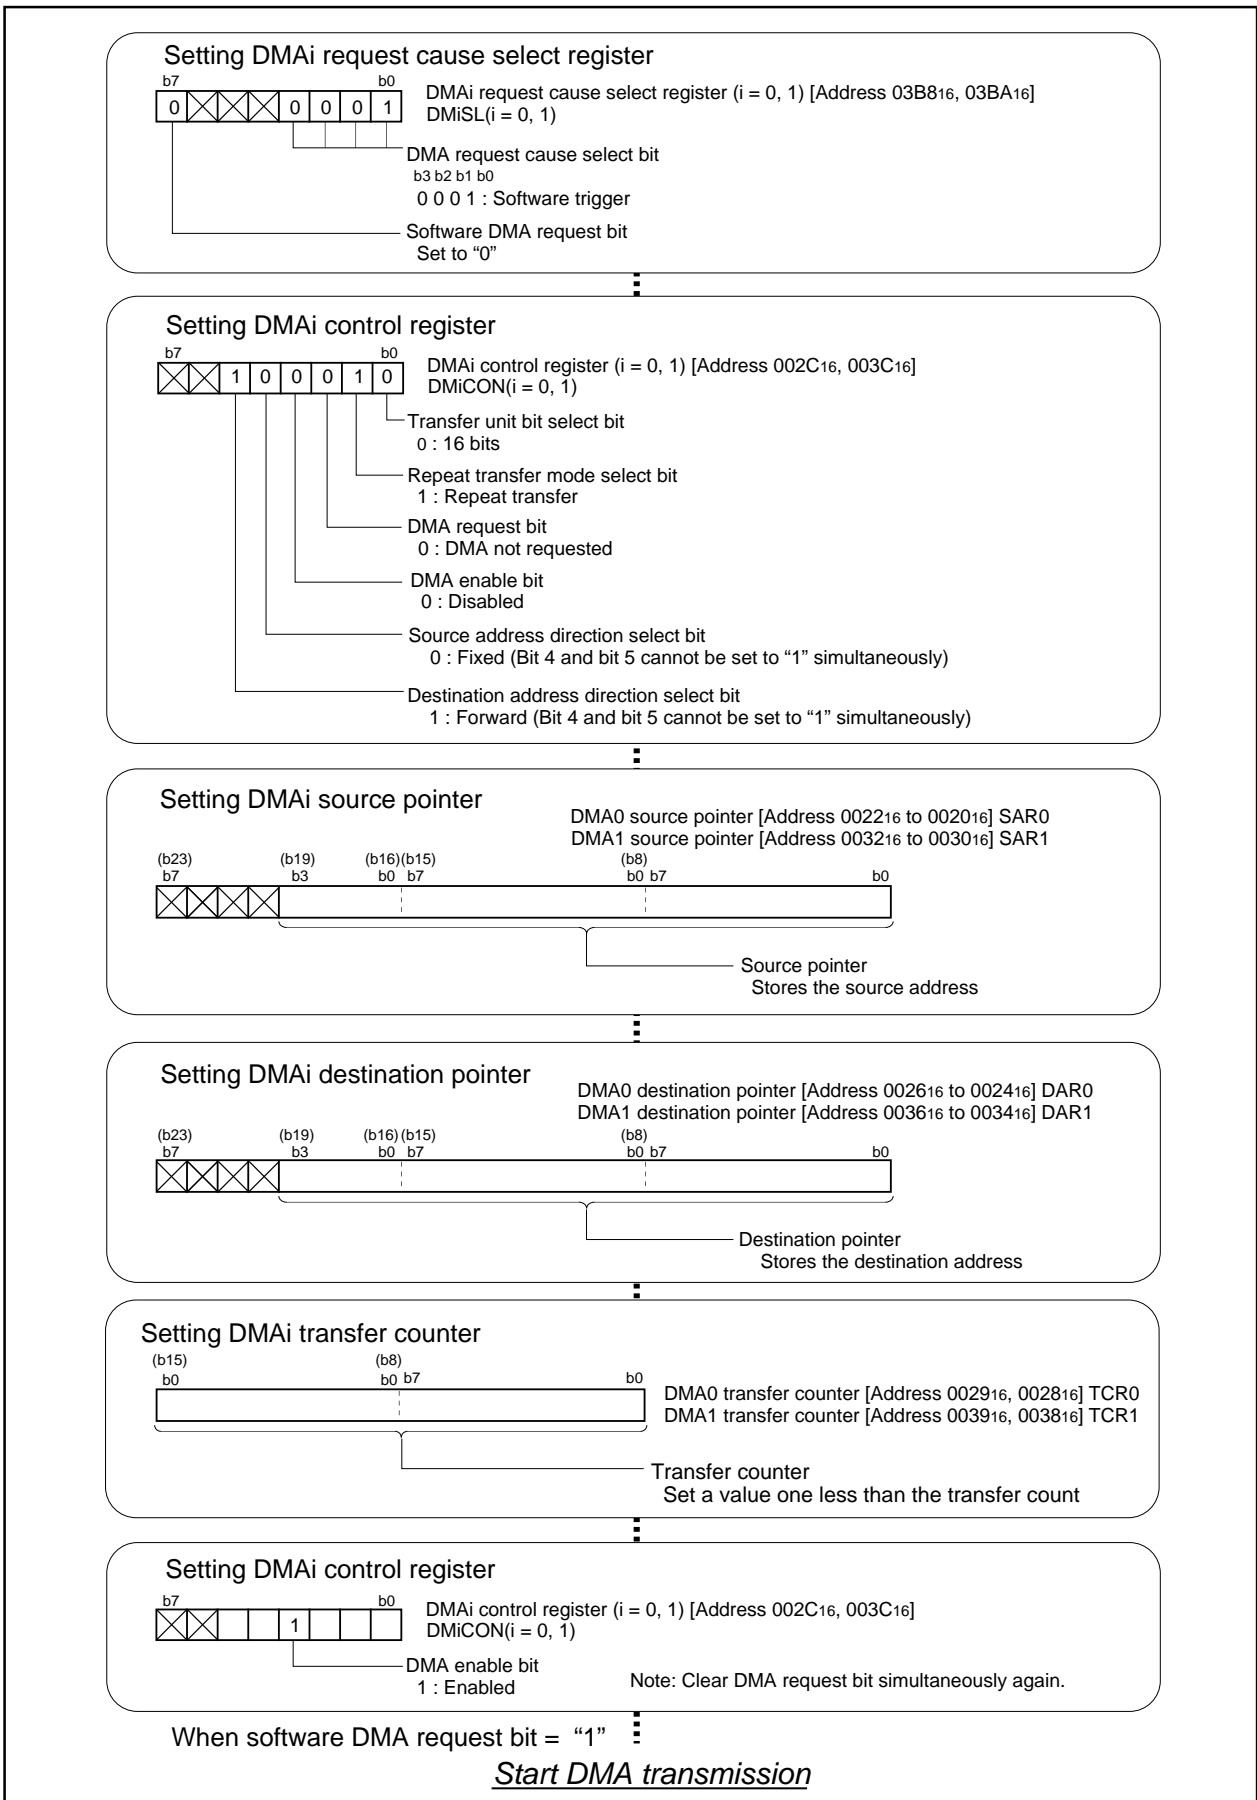 Setting DMAi request cause select register
b7 b0
0 0 0 0 1
DMAi request cause select register (i = 0, 1) [Address 03B816, 03BA16]
DMiSL(i = 0, 1)
DMA request cause select bit
b3 b2 b1 b0
0 0 0 1 : Software trigger
Software DMA request bit
Set to “0”
Setting DMAi control register
b7 b0
1 0 0 0 1 0
DMAi control register (i = 0, 1) [Address 002C16, 003C16]
DMiCON(i = 0, 1)
Transfer unit bit select bit
0 : 16 bits
Repeat transfer mode select bit
1 : Repeat transfer
DMA request bit
0 : DMA not requested
DMA enable bit
0 : Disabled
Source address direction select bit
0 : Fixed (Bit 4 and bit 5 cannot be set to “1” simultaneously)
Destination address direction select bit
1 : Forward (Bit 4 and bit 5 cannot be set to “1” simultaneously)
Setting DMAi source pointer
DMA0 source pointer [Address 002216 to 002016] SAR0
DMA1 source pointer [Address 003216 to 003016] SAR1
(b23) (b19) (b16)(b15) (b8)
b7 b3 b0 b7 b0 b7 b0
Source pointer
Stores the source address
Setting DMAi destination pointer
DMA0 destination pointer [Address 002616 to 002416] DAR0
DMA1 destination pointer [Address 003616 to 003416] DAR1
(b23) (b19) (b16)(b15) (b8)
b7 b3 b0 b7 b0 b7 b0
Destination pointer
Stores the destination address
Setting DMAi transfer counter
(b15) (b8)
b0 b0 b7 b0
DMA0 transfer counter [Address 002916, 002816] TCR0
DMA1 transfer counter [Address 003916, 003816] TCR1
Transfer counter
Set a value one less than the transfer count
Setting DMAi control register
b7 b0
1
DMAi control register (i = 0, 1) [Address 002C16, 003C16]
DMiCON(i = 0, 1)
DMA enable bit
1 : Enabled
Note: Clear DMA request bit simultaneously again.
When software DMA request bit = “1”
Start DMA transmission